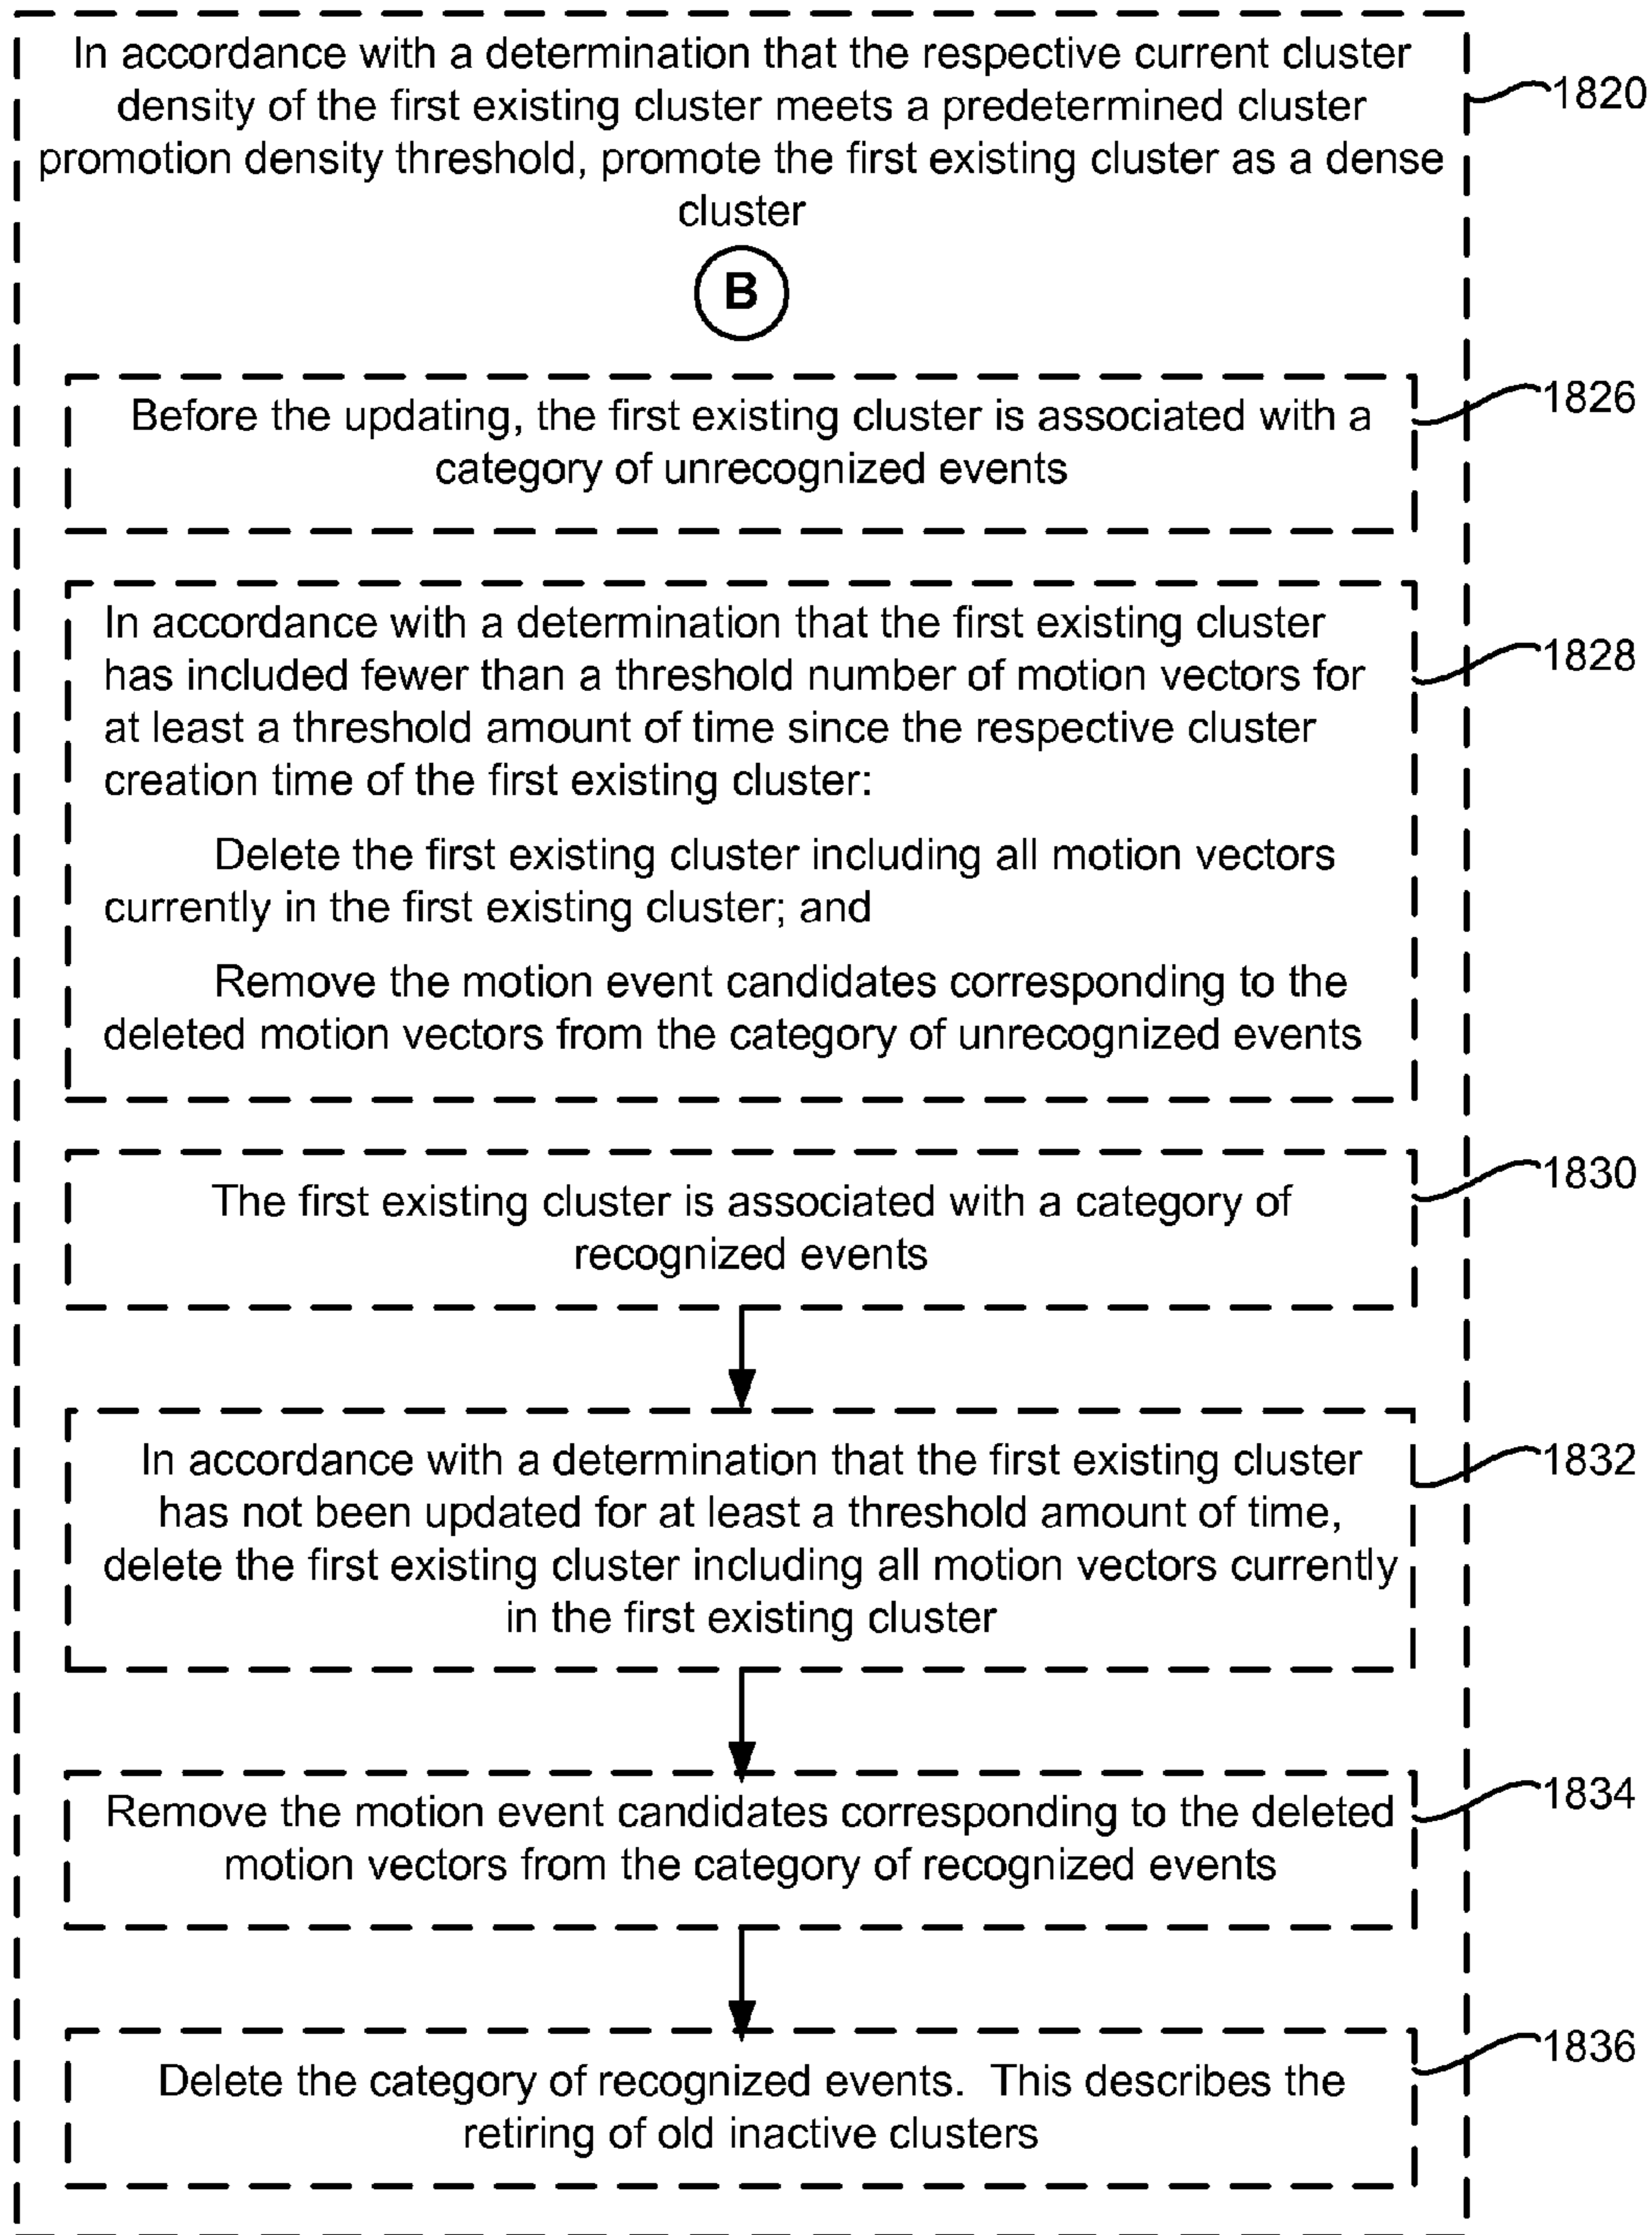 In accordance with a determination that the respective current cluster
density of the first existing cluster meets a predetermined cluster
promotion density threshold, promote the first existing cluster as a dense
cluster
1820
B
Before the updating, the first existing cluster is associated with a
category of unrecognized events
1826
In accordance with a determination that the first existing cluster
has included fewer than a threshold number of motion vectors for
at least a threshold amount of time since the respective cluster
creation time of the first existing cluster:
Delete the first existing cluster including all motion vectors
currently in the first existing cluster; and
Remove the motion event candidates corresponding to the
deleted motion vectors from the category of unrecognized events
1828
The first existing cluster is associated with a category of
recognized events
1830
In accordance with a determination that the first existing cluster
has not been updated for at least a threshold amount of time,
delete the first existing cluster including all motion vectors currently
in the first existing cluster
1832
Remove the motion event candidates corresponding to the deleted
motion vectors from the category of recognized events
1834
Delete the category of recognized events.  This describes the
retiring of old inactive clusters
1836